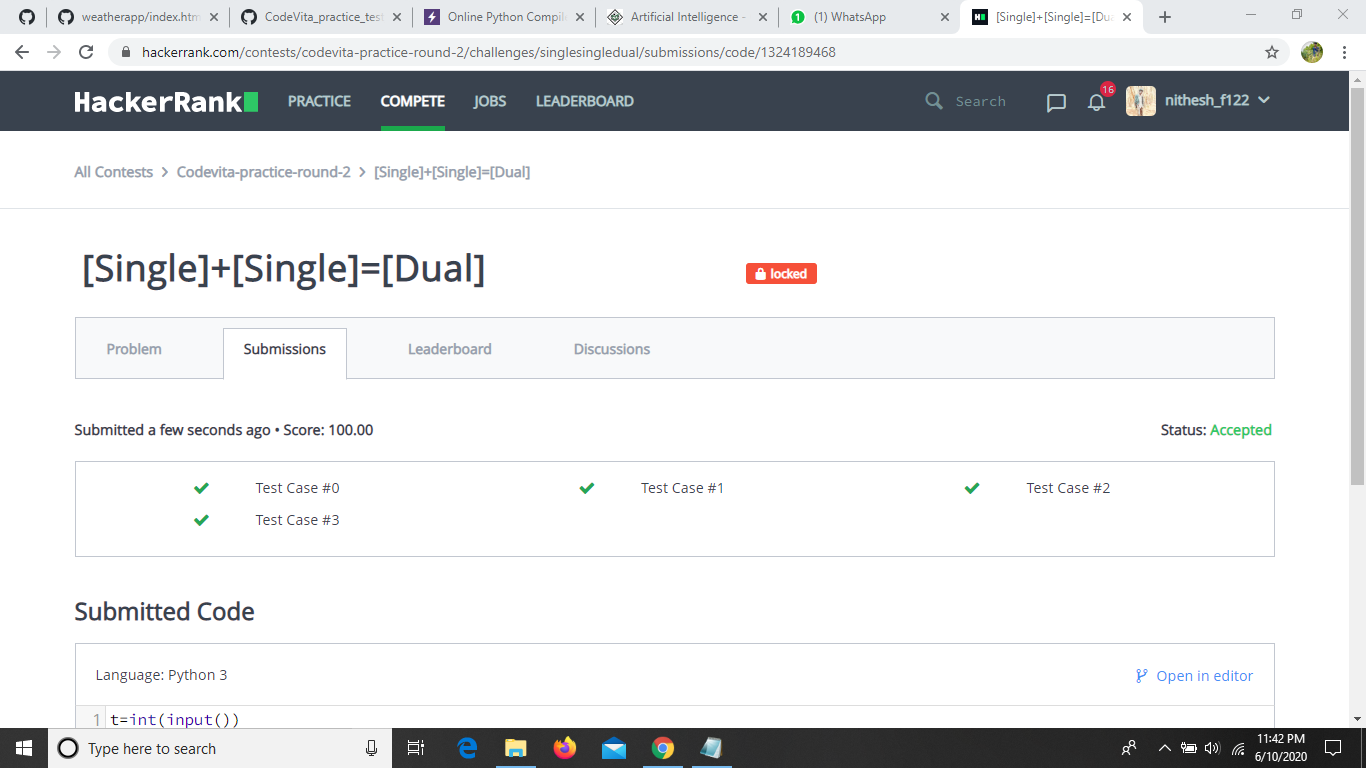 weatherapp/index.htm
CodeVita_practice_test
Online Python Compile
Artificial Intelligence -
(1) WhatsApp
[Single]+[Single]=[Dua
hackerrank.com/contests/codevita-practice-round-2/challenges/singlesingledual/submissions/code/1324189468
HackerRank PRACTICE COMPETE JOBS LEADERBOARD Search 16 nithesh_f122
All Contests > Codevita-practice-round-2 > [Single]+[Single]=[Dual]
[Single]+[Single]=[Dual] locked
Problem Submissions Leaderboard Discussions
Submitted a few seconds ago • Score: 100.00 Status: Accepted
Test Case #0 Test Case #1 Test Case #2
Test Case #3
Submitted Code
Language: Python 3 Open in editor
1 t=int(input())
Type here to search
11:42 PM
6/10/2020